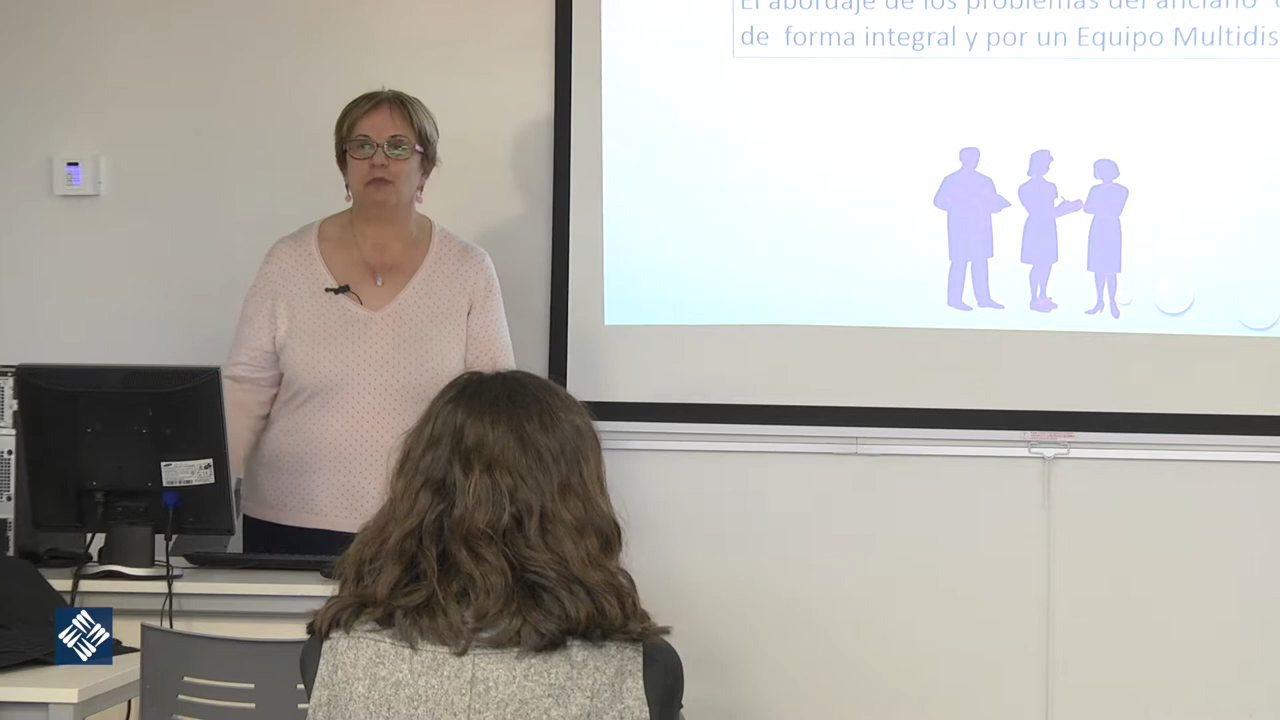 El abordaje de los problemas del anciano
de forma integral y por un Equipo Multidis